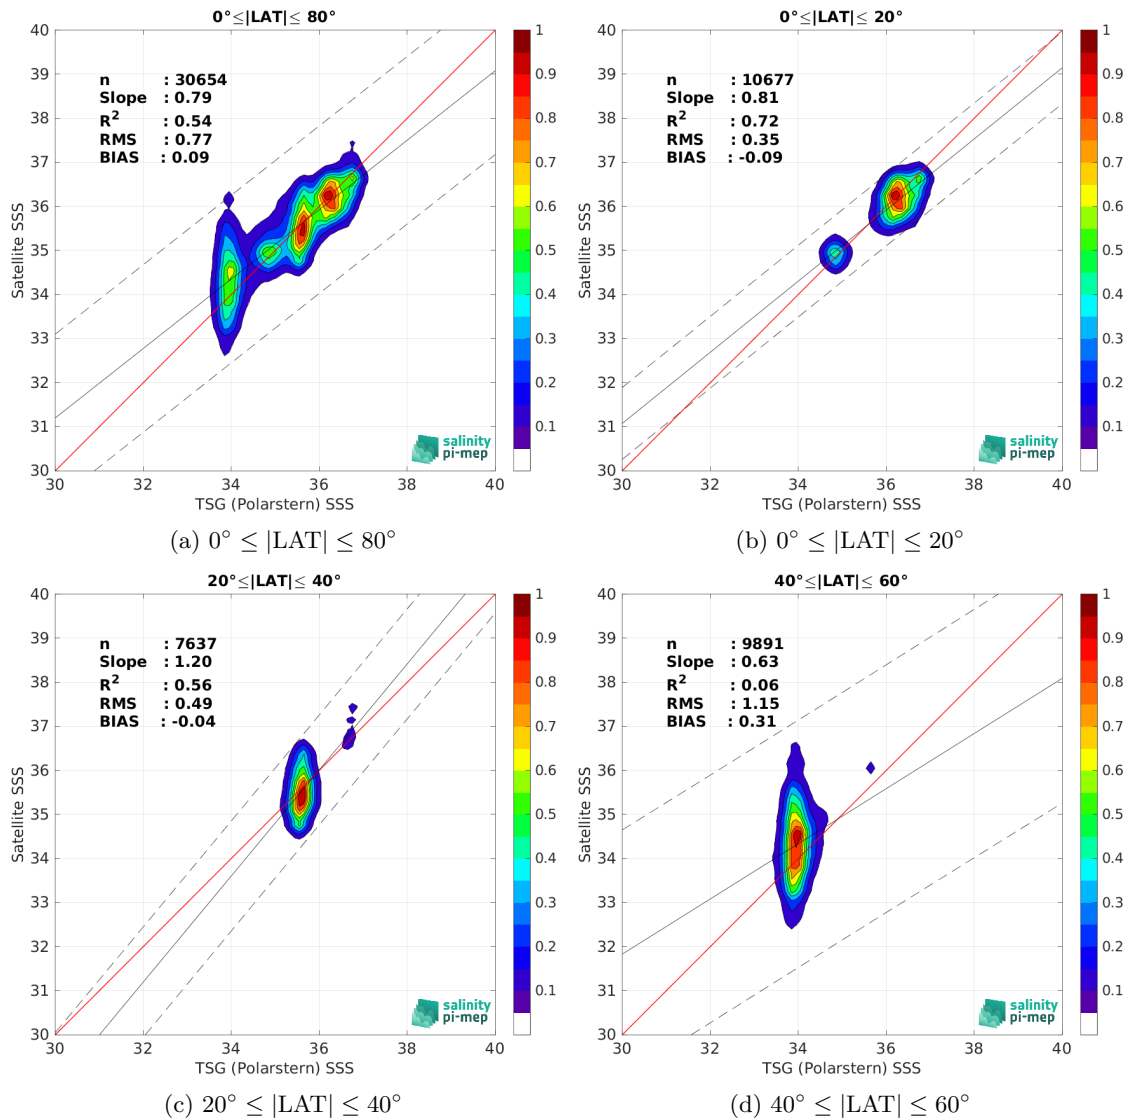 0°≤|LAT|≤ 80°
40
39
38
37
36
35
34
33
32
31
30
30 32 34 36 38 40
Satellite SSS
TSG (Polarstern) SSS
n : 30654
Slope : 0.79
R² : 0.54
RMS : 0.77
BIAS : 0.09
1
0.9
0.8
0.7
0.6
0.5
0.4
0.3
0.2
0.1
salinity
pi-mep
(a) 0° ≤ |LAT| ≤ 80°
0°≤|LAT|≤ 20°
40
39
38
37
36
35
34
33
32
31
30
30 32 34 36 38 40
Satellite SSS
TSG (Polarstern) SSS
n : 10677
Slope : 0.81
R² : 0.72
RMS : 0.35
BIAS : -0.09
1
0.9
0.8
0.7
0.6
0.5
0.4
0.3
0.2
0.1
salinity
pi-mep
(b) 0° ≤ |LAT| ≤ 20°
20°≤|LAT|≤ 40°
40
39
38
37
36
35
34
33
32
31
30
30 32 34 36 38 40
Satellite SSS
TSG (Polarstern) SSS
n : 7637
Slope : 1.20
R² : 0.56
RMS : 0.49
BIAS : -0.04
1
0.9
0.8
0.7
0.6
0.5
0.4
0.3
0.2
0.1
salinity
pi-mep
(c) 20° ≤ |LAT| ≤ 40°
40°≤|LAT|≤ 60°
40
39
38
37
36
35
34
33
32
31
30
30 32 34 36 38 40
Satellite SSS
TSG (Polarstern) SSS
n : 9891
Slope : 0.63
R² : 0.06
RMS : 1.15
BIAS : 0.31
1
0.9
0.8
0.7
0.6
0.5
0.4
0.3
0.2
0.1
salinity
pi-mep
(d) 40° ≤ |LAT| ≤ 60°